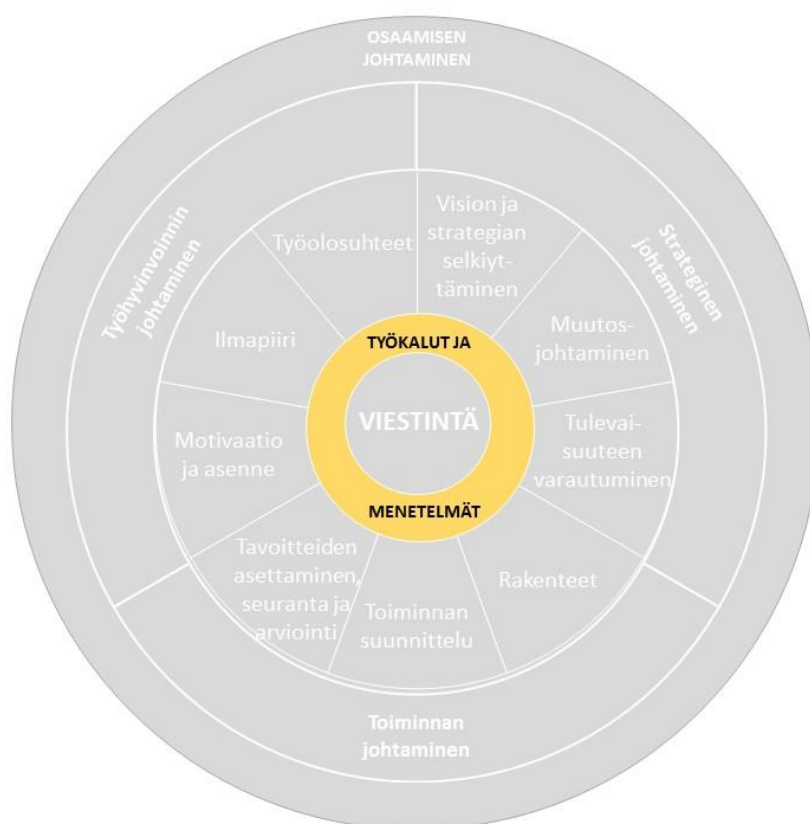 OSAAMISEN
JOHTAMINEN
Työhyvinvoinnin
johtaminen
Strateginen
johtaminen
Työolosuhteet
Vision ja
strategian
selkiyt-
täminen
Ilmapiiri
Muutos-
johtaminen
TYÖKALUT JA
VIESTINTÄ
MENETELMÄT
Motivaatio
ja asenne
Tulevai-
suuteen
varautuminen
Tavoitteiden
asettaminen,
seuranta ja
arviointi
Toiminnan
suunnittelu
Rakenteet
Toiminnan
johtaminen